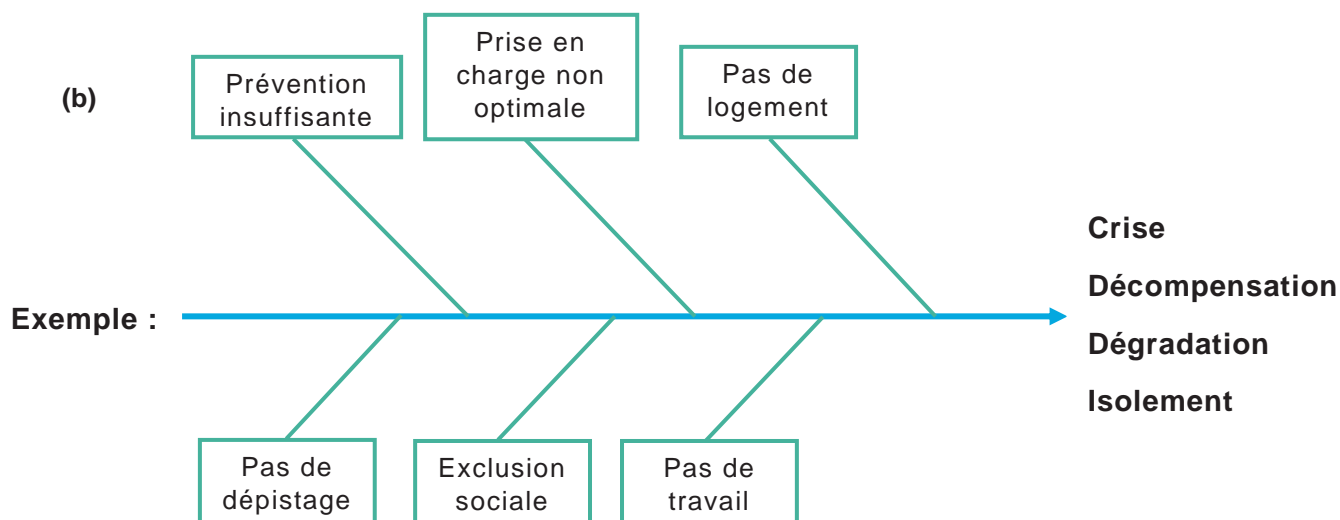 (b)
Prévention
insuffisante
Prise en
charge non
optimale
Pas de
logement
Exemple :
Crise
Décompensation
Dégradation
Isolement
Pas de
dépistage
Exclusion
sociale
Pas de
travail